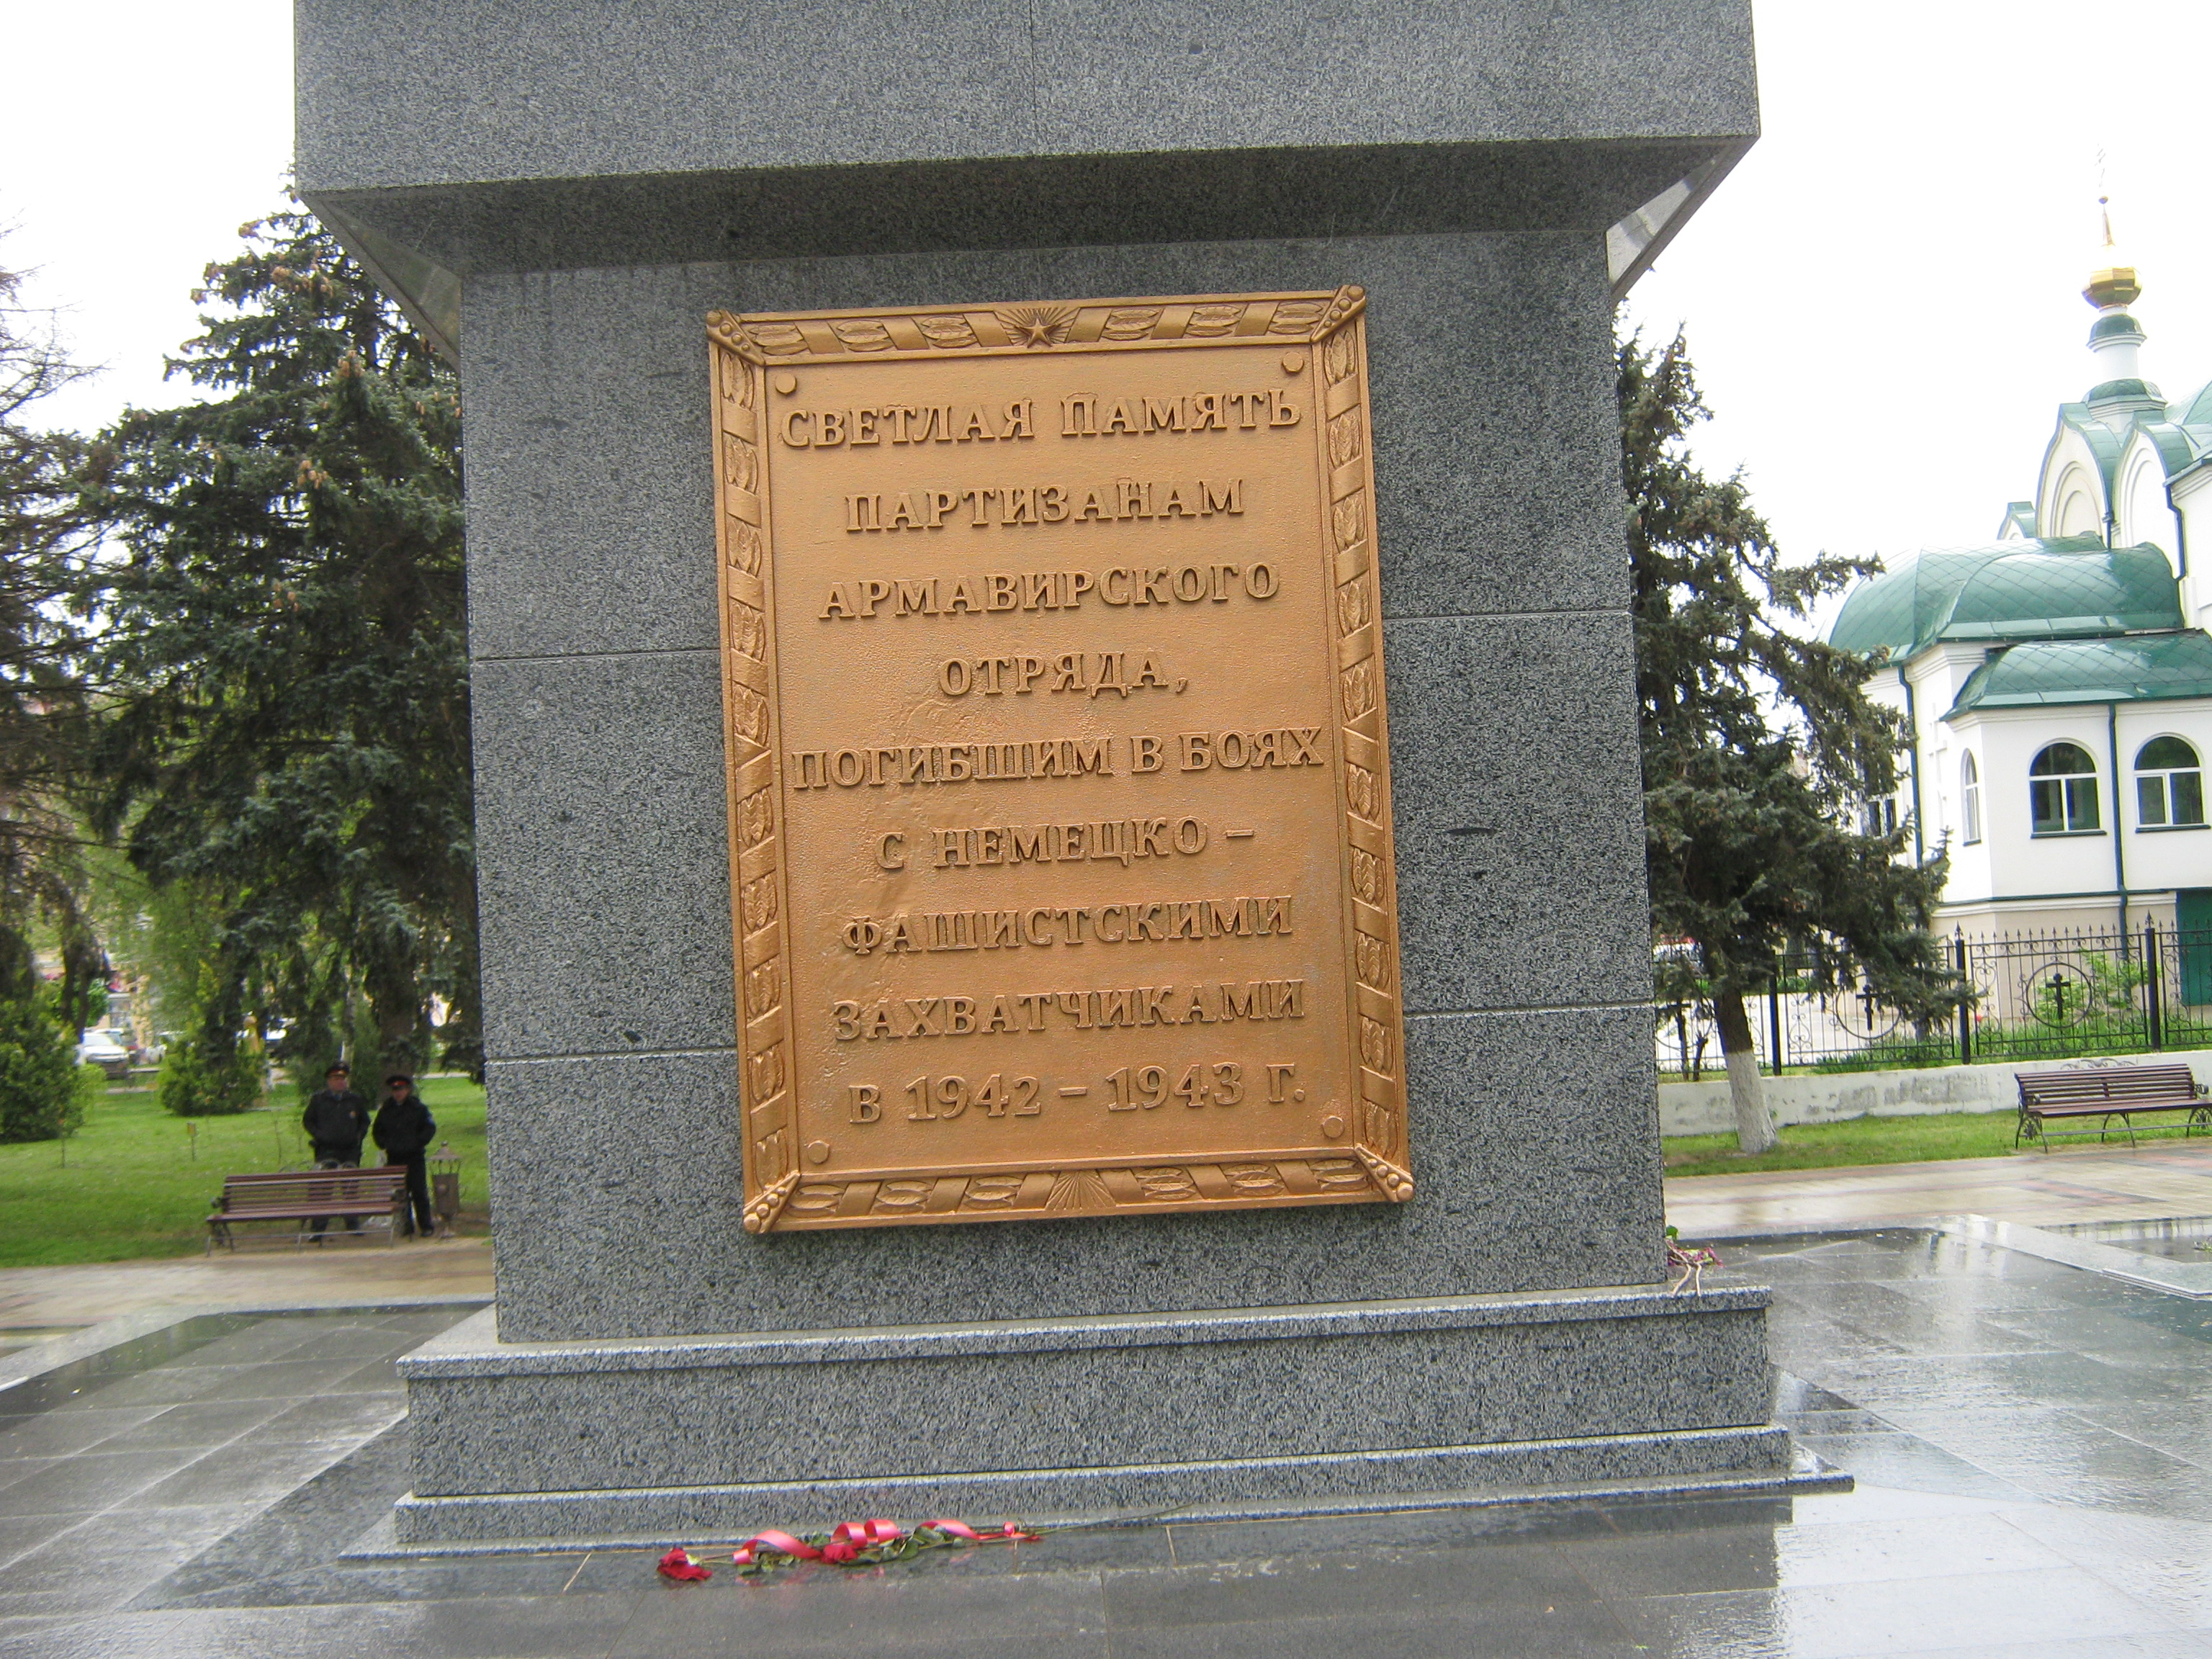 СВЕТЛАЯ ПАМЯТЬ
ПАРТИЗАНАМ
АРМАВИРСКОГО
ОТРЯДА,
ПОГИБШИМ В БОЯХ
С НЕМЕЦКО –
ФАШИСТСКИМИ
ЗАХВАТЧИКАМИ
В 1942 – 1943 Г.